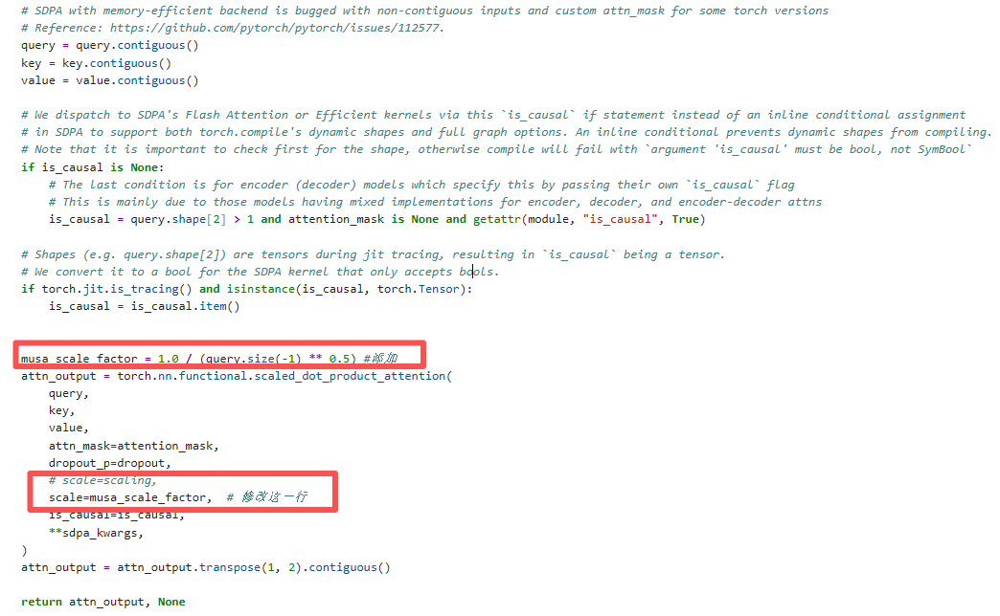 # SDPA with memory-efficient backend is bugged with non-contiguous inputs and custom attn_mask for some torch versions
# Reference: https://github.com/pytorch/pytorch/issues/112577.
query = query.contiguous()
key = key.contiguous()
value = value.contiguous()
# We dispatch to SDPA's Flash Attention or Efficient kernels via this `is_causal` if statement instead of an inline conditional assignment
# in SDPA to support both torch.compile's dynamic shapes and full graph options. An inline conditional prevents dynamic shapes from compiling.
# Note that it is important to check first for the shape, otherwise compile will fail with `argument 'is_causal' must be bool, not SymBool`
if is_causal is None:
# The last condition is for encoder (decoder) models which specify this by passing their own `is_causal` flag
# This is mainly due to those models having mixed implementations for encoder, decoder, and encoder-decoder attns
is_causal = query.shape[2] > 1 and attention_mask is None and getattr(module, "is_causal", True)
# Shapes (e.g. query.shape[2]) are tensors during jit tracing, resulting in `is_causal` being a tensor.
# We convert it to a bool for the SDPA kernel that only accepts bools.
if torch.jit.is_tracing() and isinstance(is_causal, torch.Tensor):
is_causal = is_causal.item()
musa_scale_factor = 1.0 / (query.size(-1) ** 0.5) #添加
attn_output = torch.nn.functional.scaled_dot_product_attention(
query,
key,
value,
attn_mask=attention_mask,
dropout_p=dropout,
# scale=scaling,
scale=musa_scale_factor,  # 修改这一行
is_causal=is_causal,
**sdpa_kwargs,
)
attn_output = attn_output.transpose(1, 2).contiguous()
return attn_output, None